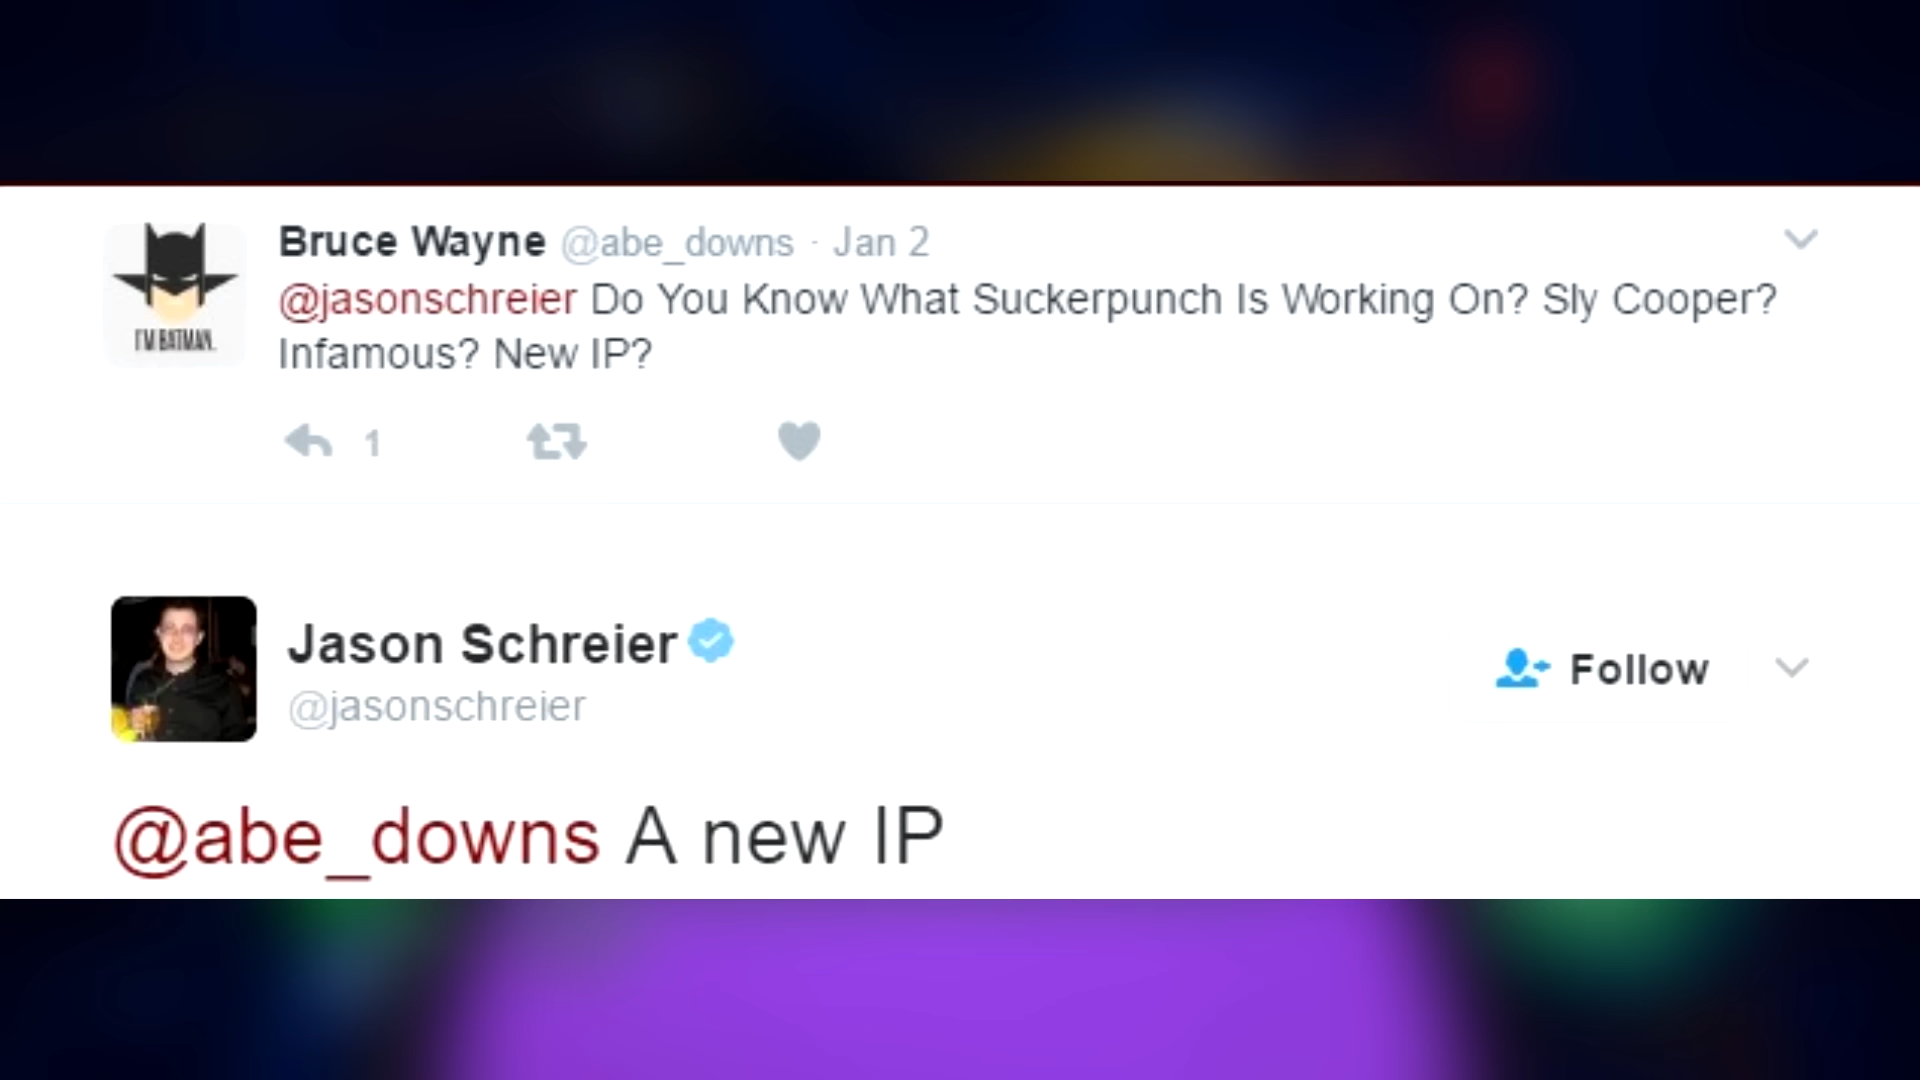 Bruce Wayne @abe_downs · Jan 2
@jasonschreier Do You Know What Suckerpunch Is Working On? Sly Cooper?
Infamous? New IP?
I'M BATMAN.
1
Jason Schreier
@jasonschreier
Follow
@abe_downs A new IP